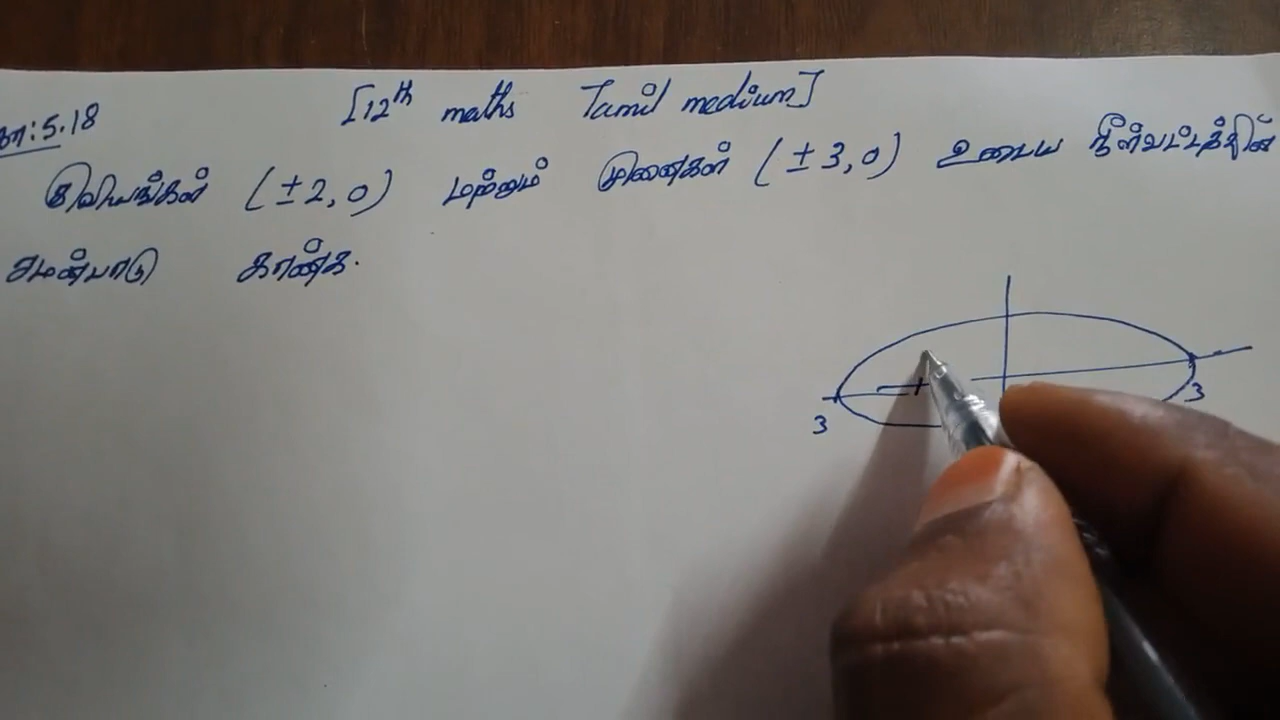 கா:5.18
[12th maths Tamil medium]
குவியங்கள் (±2, 0) மற்றும் முனைகள் (±3, 0) உடைய நீள்வட்டத்தின்
சமன்பாடு காண்க.
3
3